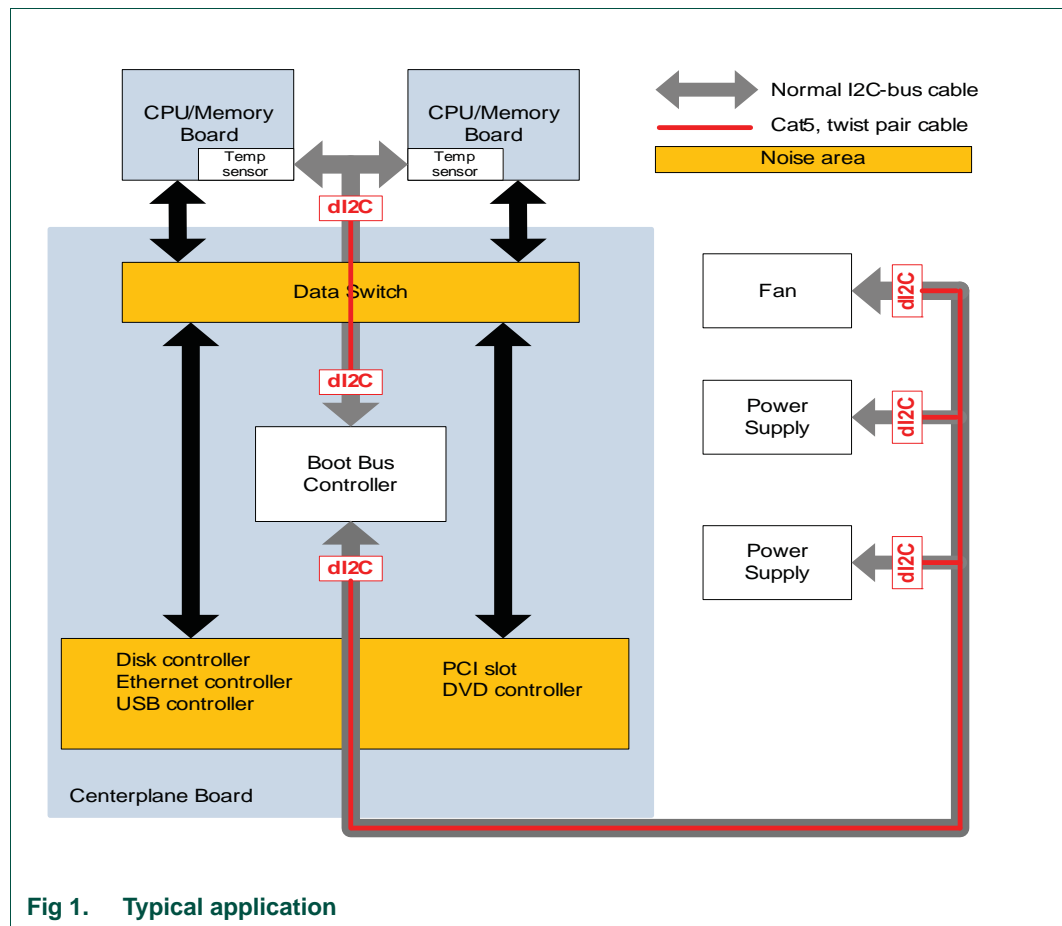 CPU/Memory
Board
Temp
sensor
CPU/Memory
Board
Temp
sensor
Normal I2C-bus cable
Cat5, twist pair cable
Noise area
dI2C
Data Switch
dI2C
Boot Bus
Controller
dI2C
Fan
dI2C
Power
Supply
dI2C
Power
Supply
dI2C
Disk controller
Ethernet controller
USB controller
PCI slot
DVD controller
Centerplane Board
Fig 1. Typical application